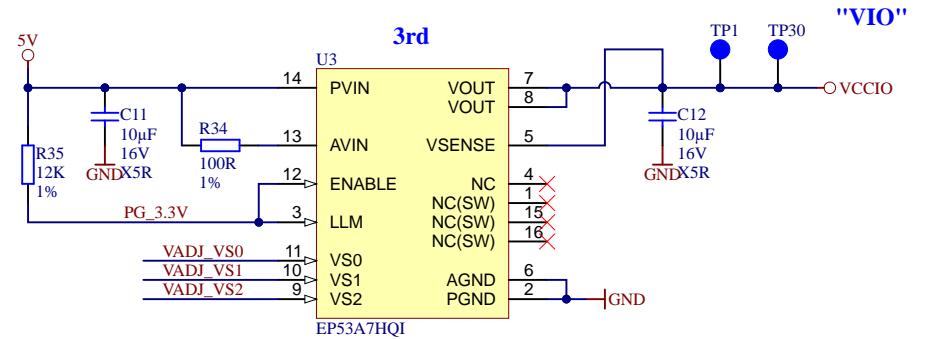 "VIO"
5V
3rd
TP1
TP30
U3
14
PVIN
VOUT
7
VOUT
8
VCCIO
C11
10µF
16V
X5R
GND
R34
100R
1%
13
AVIN
VSENSE
5
C12
10µF
16V
X5R
GND
R35
12K
1%
12
ENABLE
NC
4
NC(SW)
1
PG_3.3V
3
LLM
NC(SW)
15
NC(SW)
16
VADJ_VS0
11
VS0
VADJ_VS1
10
VS1
AGND
6
VADJ_VS2
9
VS2
PGND
2
GND
EP53A7HQI